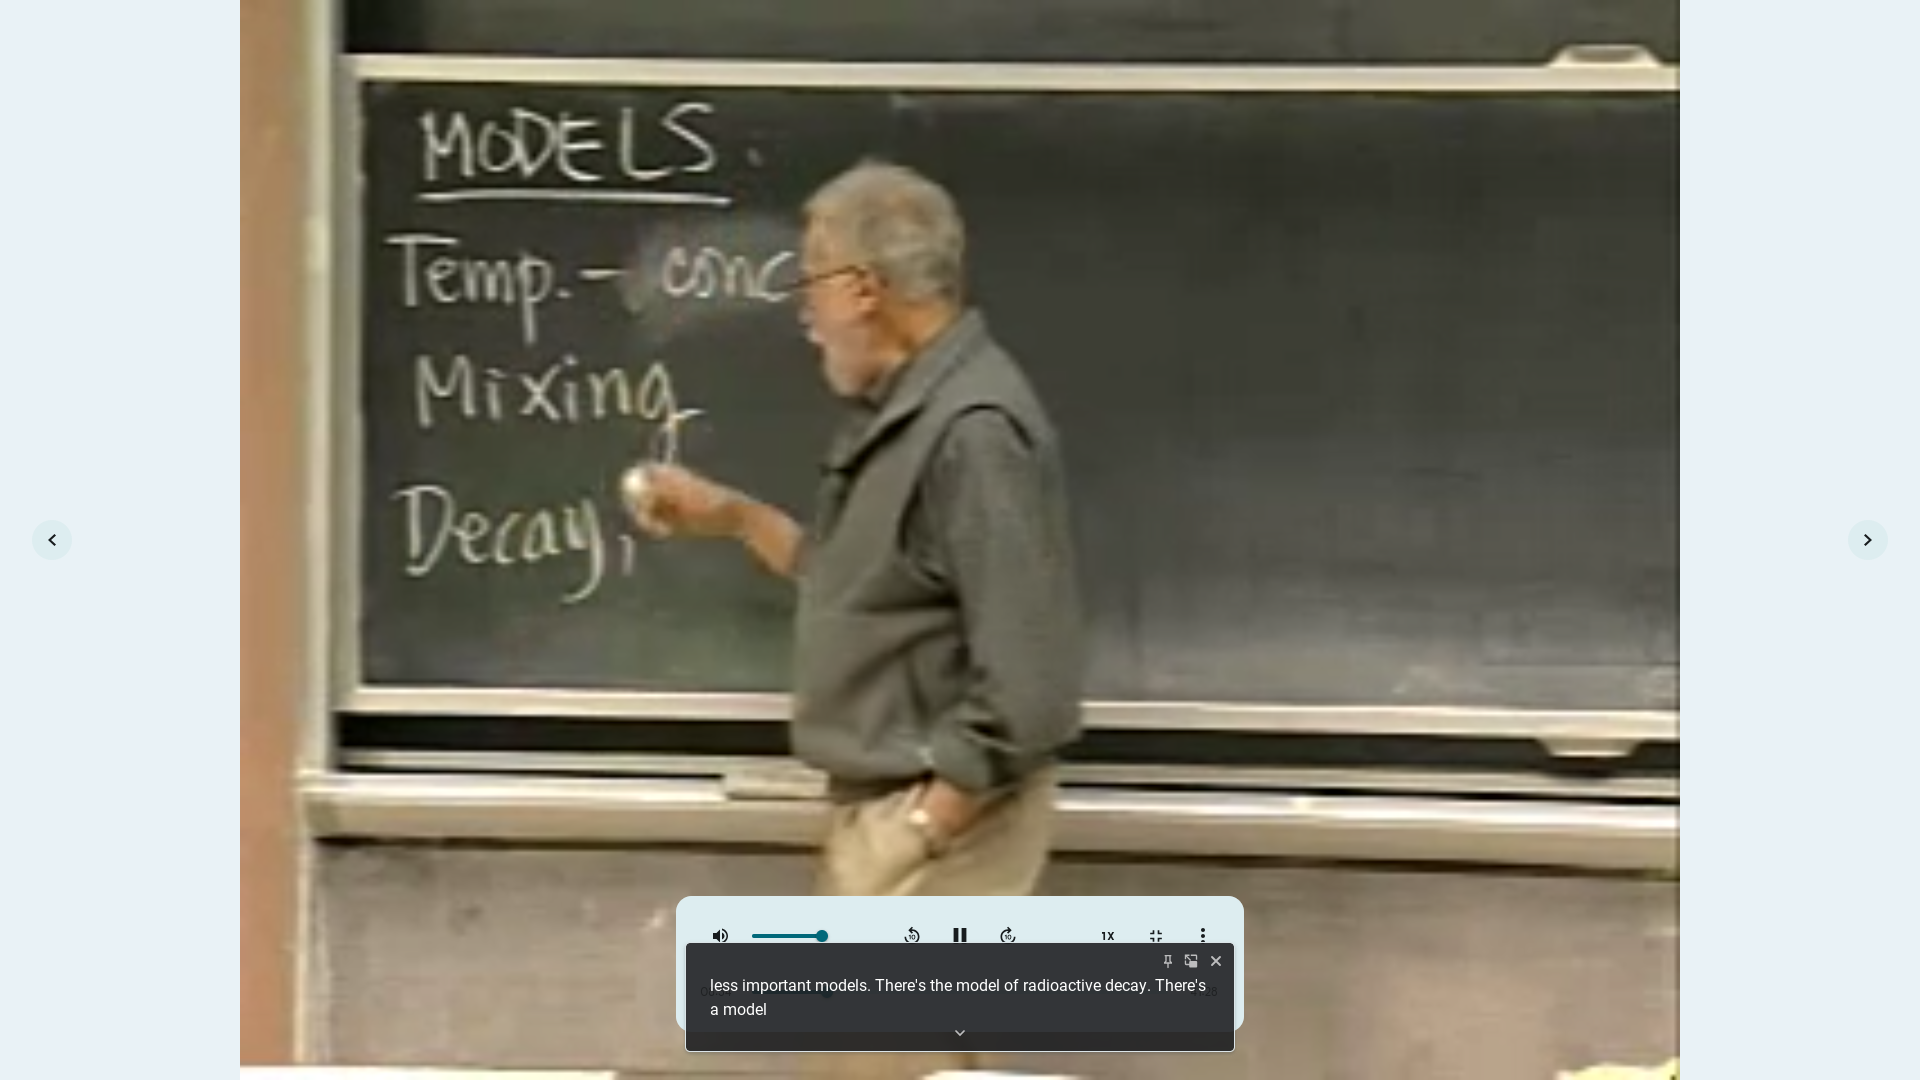 MODELS.
Temp. - conc
Mixing
Decay,
1X
less important models. There's the model of radioactive decay. There's
a model